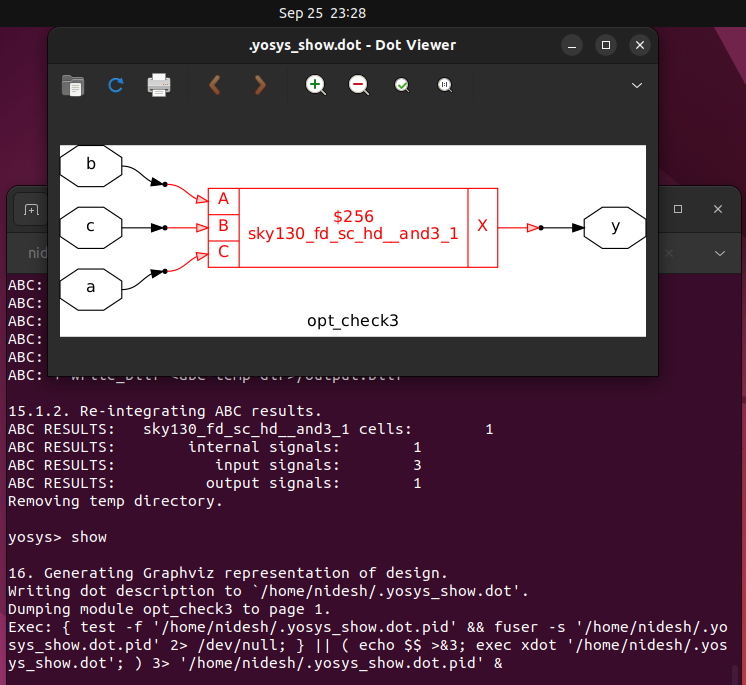 Sep 25 23:28
.yosys_show.dot - Dot Viewer
b
c
a
A
B
C
$256
sky130_fd_sc_hd__and3_1
X
y
opt_check3
nid
ABC:
ABC:
ABC:
ABC:
ABC:
ABC:
15.1.2. Re-integrating ABC results.
ABC RESULTS:   sky130_fd_sc_hd__and3_1 cells:        1
ABC RESULTS:        internal signals:        1
ABC RESULTS:           input signals:        3
ABC RESULTS:          output signals:        1
Removing temp directory.
yosys> show
16. Generating Graphviz representation of design.
Writing dot description to `/home/nidesh/.yosys_show.dot'.
Dumping module opt_check3 to page 1.
Exec: { test -f '/home/nidesh/.yosys_show.dot.pid' && fuser -s '/home/nidesh/.yo
sys_show.dot.pid' 2> /dev/null; } || ( echo $$ >&3; exec xdot '/home/nidesh/.yos
ys_show.dot'; ) 3> '/home/nidesh/.yosys_show.dot.pid' &